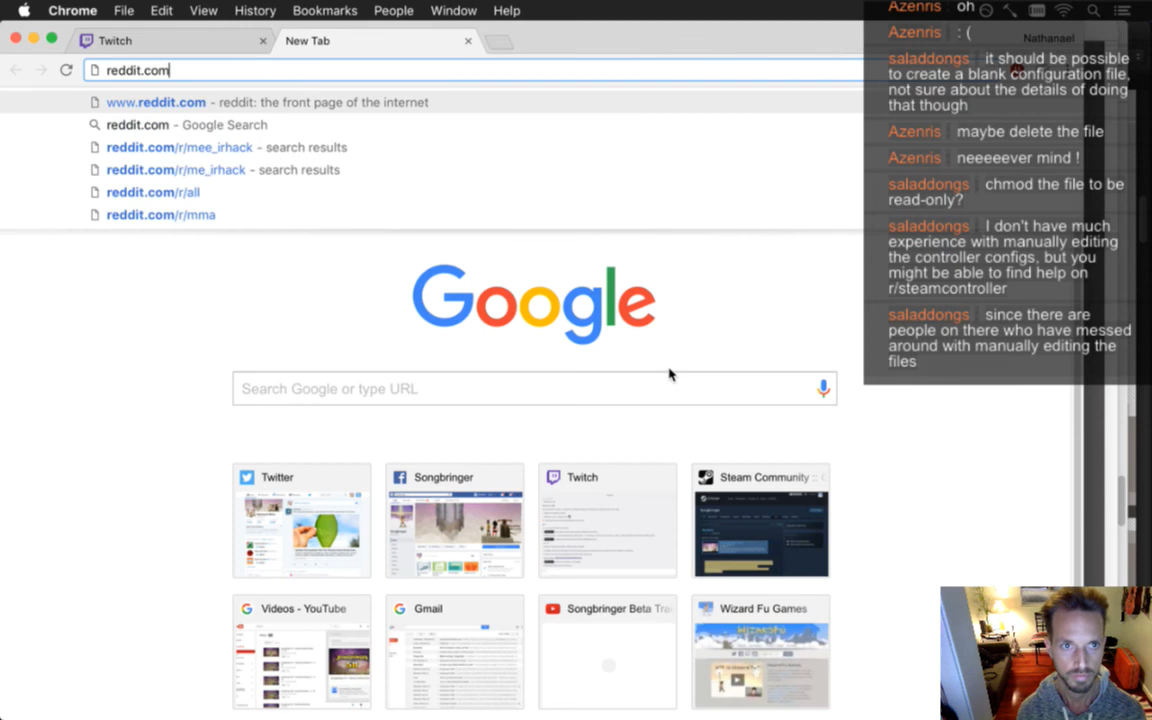 Chrome File Edit View History Bookmarks People Window Help
Twitch
New Tab
Nathanael
reddit.com
www.reddit.com - reddit: the front page of the internet
reddit.com - Google Search
reddit.com/r/mee_irhack - search results
reddit.com/r/me_irhack - search results
reddit.com/r/all
reddit.com/r/mma
Azenris oh
Azenris : (
saladdongs it should be possible
to create a blank configuration file,
not sure about the details of doing
that though
Azenris maybe delete the file
Azenris neeeeever mind !
saladdongs chmod the file to be
read-only?
saladdongs I don't have much
experience with manually editing
the controller configs, but you
might be able to find help on
r/steamcontroller
saladdongs since there are
people on there who have messed
around with manually editing the
files
Google
Search Google or type URL
Twitter
Songbringer
Twitch
Steam Community ::
Videos - YouTube
Gmail
Songbringer Beta Tra
Wizard Fu Games